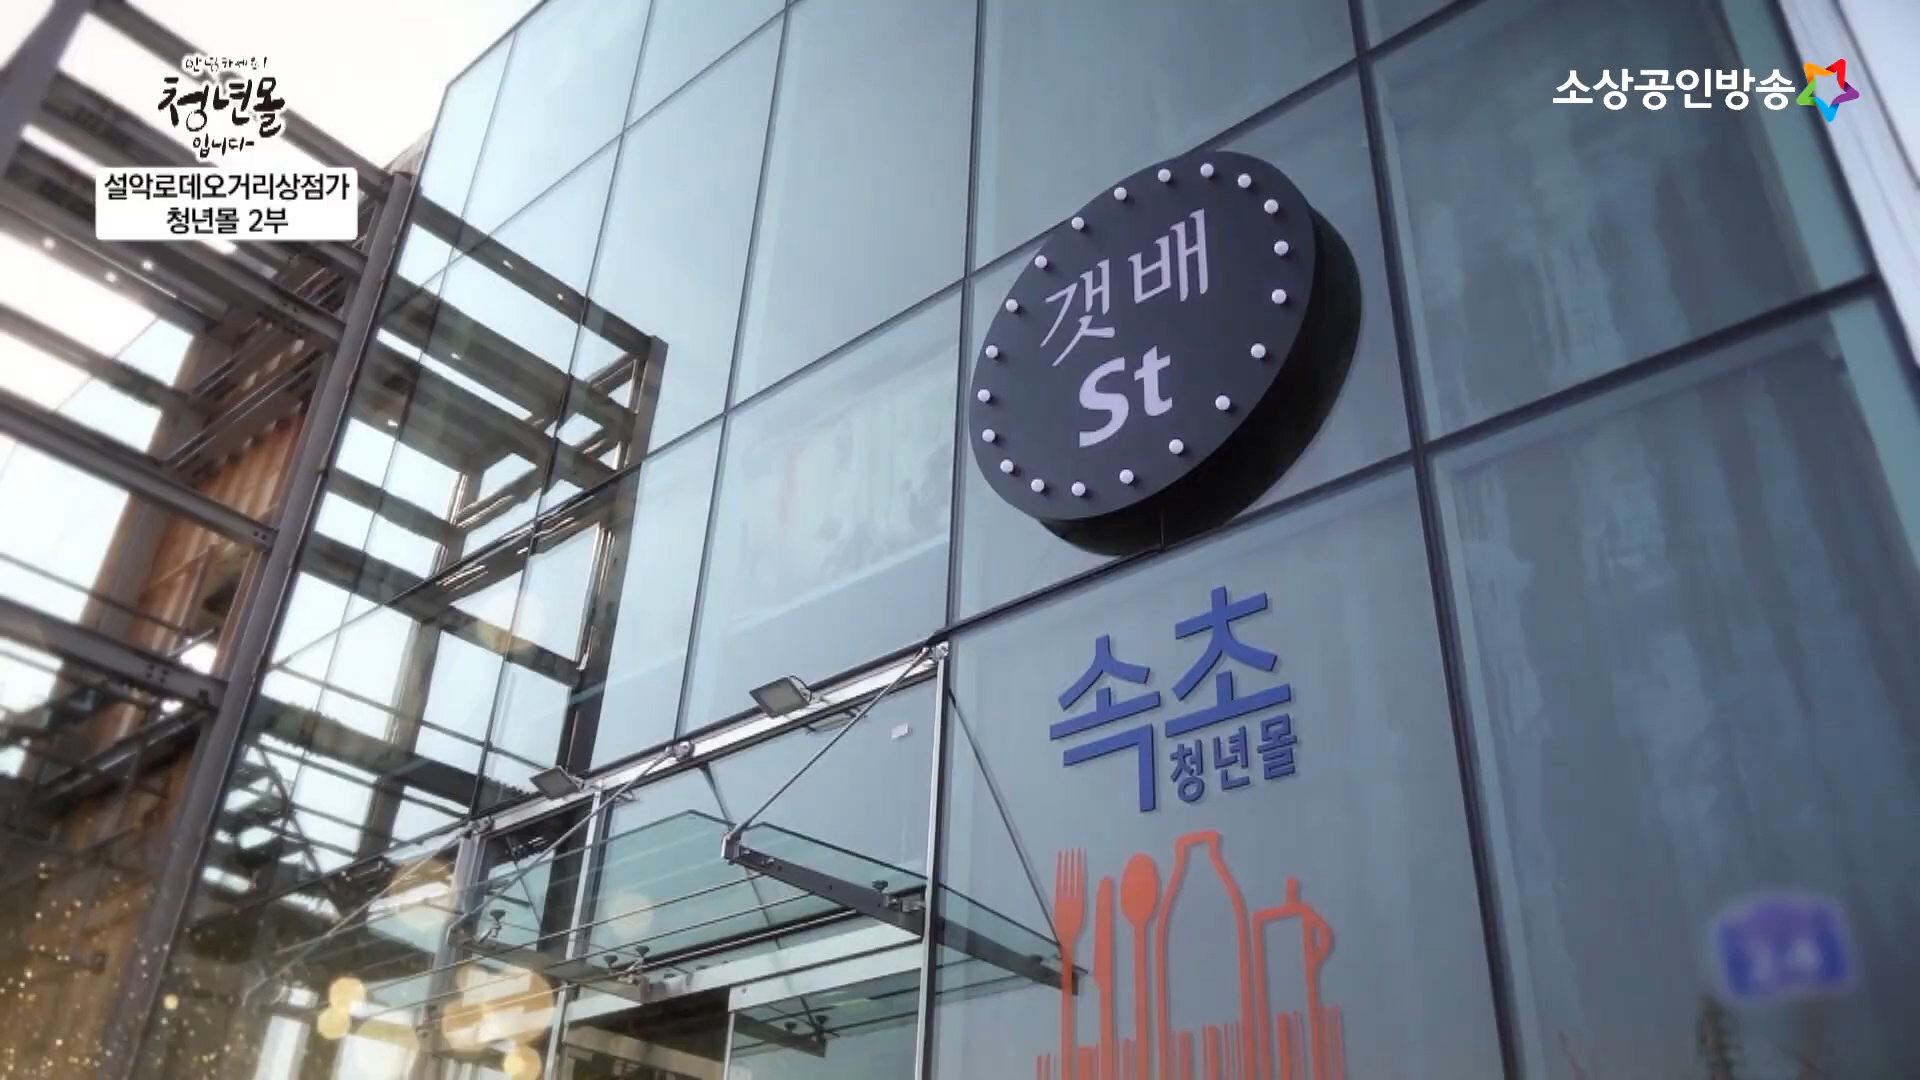 안녕하세요!
청년몰
입니다
설악로데오거리상점가
청년몰 2부
소상공인방송
갯배
St
속초
청년몰